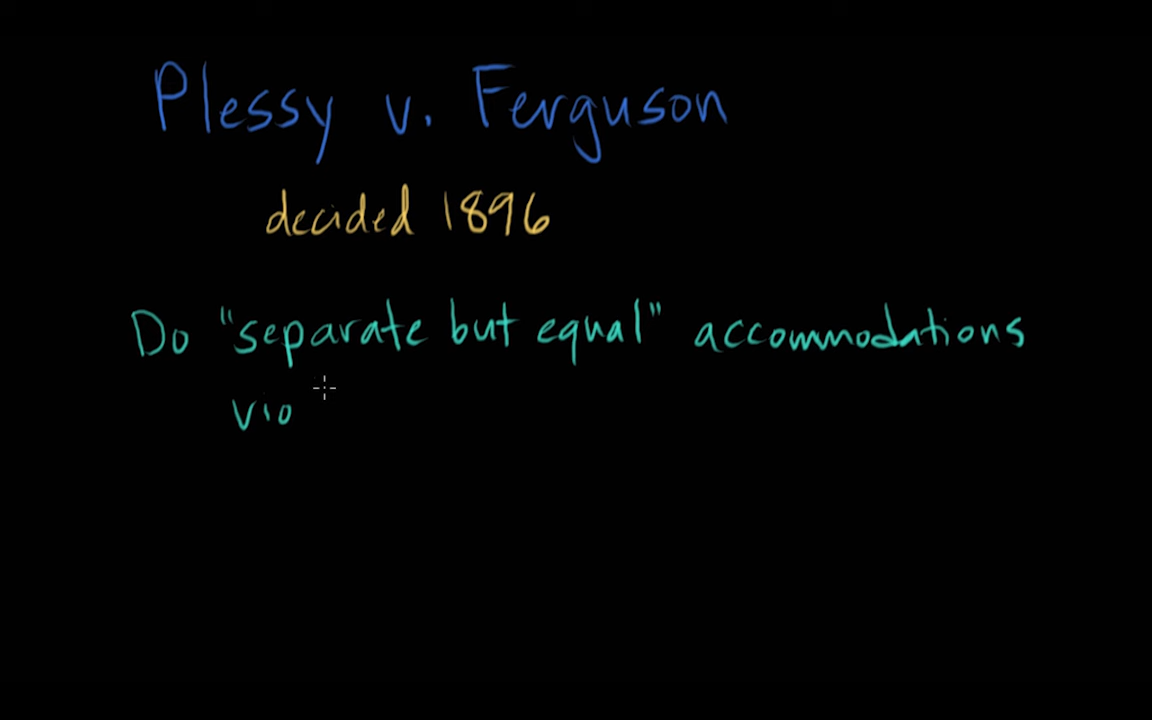 Plessy v. Ferguson
decided 1896
Do "separate but equal" accommodations
vio